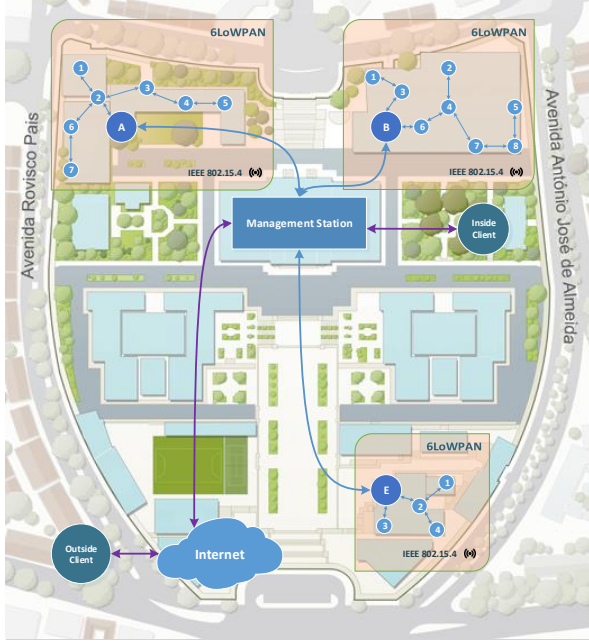 6LoWPAN
1
2
3
4
5
6
7
A
IEEE 802.15.4
6LoWPAN
1
2
3
4
5
6
7
8
B
IEEE 802.15.4
Avenida Rovisco Pais
Avenida António José de Almeida
Management Station
Inside
Client
6LoWPAN
E
1
2
3
4
IEEE 802.15.4
Outside
Client
Internet